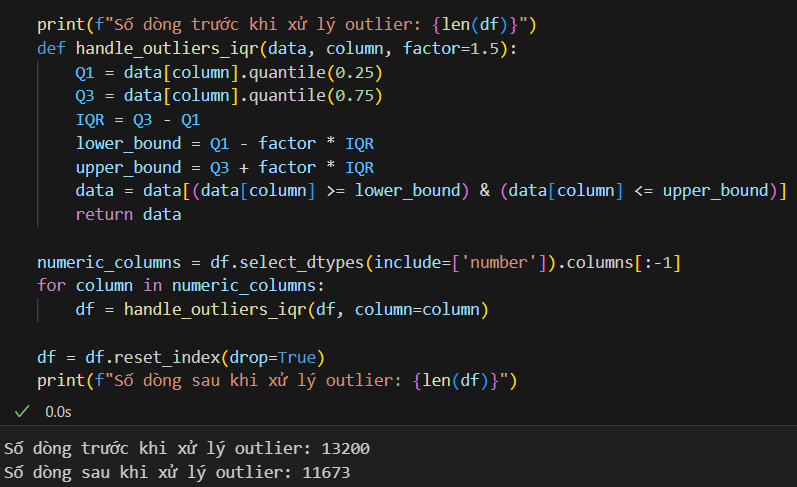 print(f"Số dòng trước khi xử lý outlier: {len(df)}")
def handle_outliers_iqr(data, column, factor=1.5):
    Q1 = data[column].quantile(0.25)
    Q3 = data[column].quantile(0.75)
    IQR = Q3 - Q1
    lower_bound = Q1 - factor * IQR
    upper_bound = Q3 + factor * IQR
    data = data[(data[column] >= lower_bound) & (data[column] <= upper_bound)]
    return data
numeric_columns = df.select_dtypes(include=['number']).columns[:-1]
for column in numeric_columns:
    df = handle_outliers_iqr(df, column=column)
df = df.reset_index(drop=True)
print(f"Số dòng sau khi xử lý outlier: {len(df)}")
✓ 0.0s
Số dòng trước khi xử lý outlier: 13200
Số dòng sau khi xử lý outlier: 11673